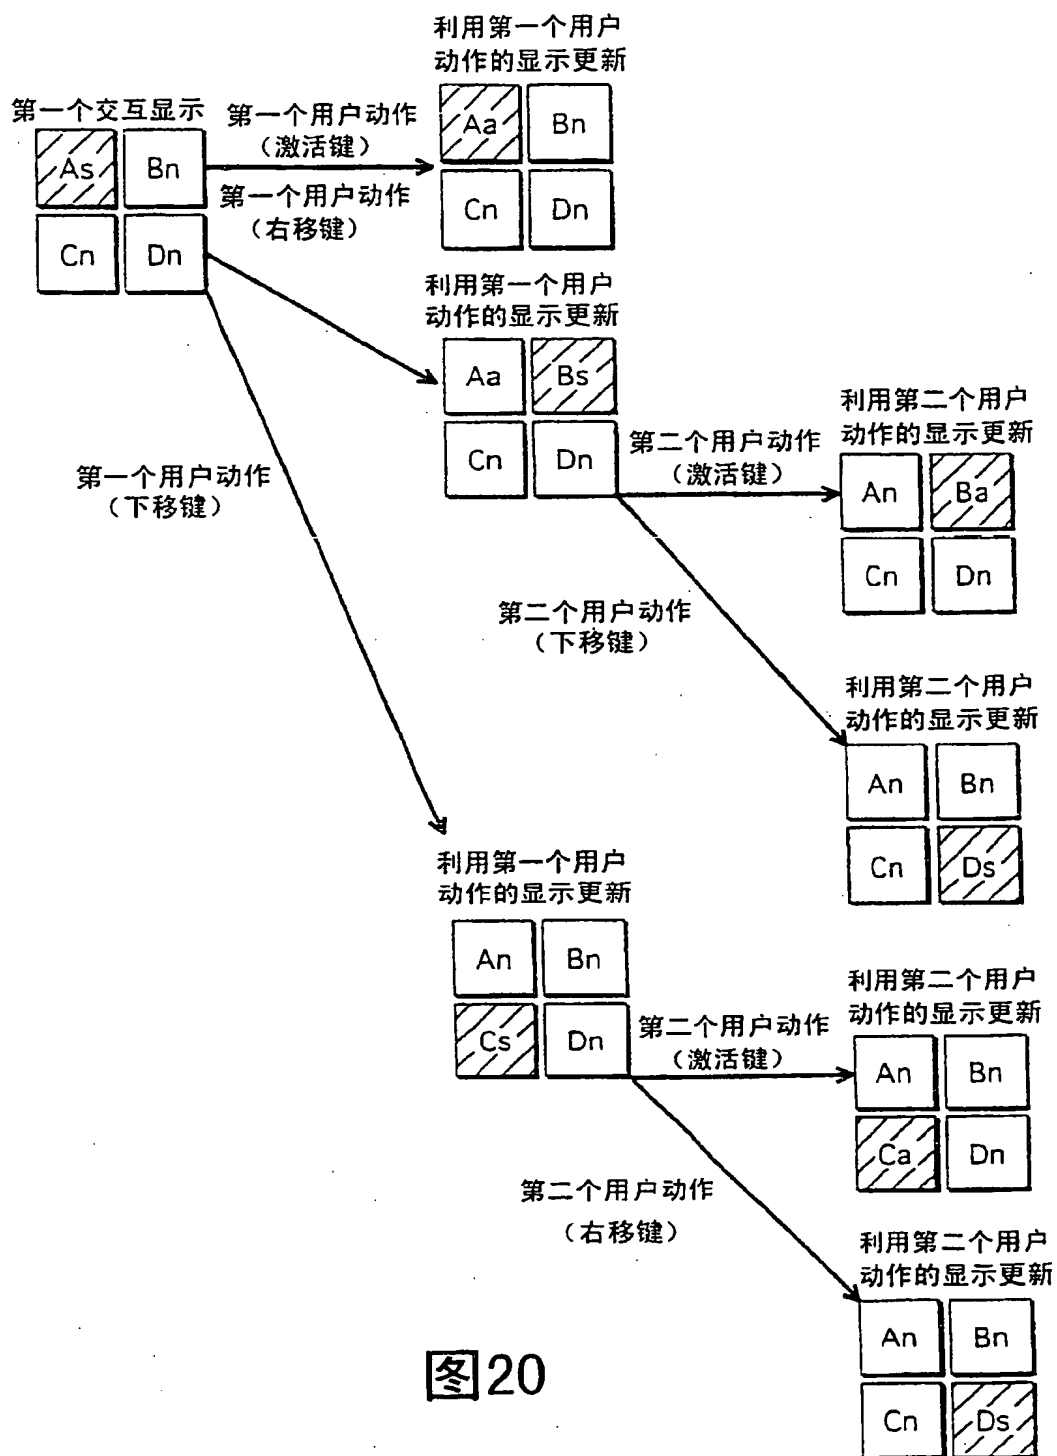 利用第一个用户
动作的显示更新
第一个交互显示
第一个用户动作
（激活键）
Aa
Bn
As
Bn
第一个用户动作
（右移键）
Cn
Dn
Cn
Dn
利用第一个用户
动作的显示更新
Aa
Bs
利用第二个用户
动作的显示更新
第二个用户动作
（激活键）
Cn
Dn
第一个用户动作
（下移键）
An
Ba
Cn
Dn
第二个用户动作
（下移键）
利用第二个用户
动作的显示更新
An
Bn
Cn
Ds
利用第一个用户
动作的显示更新
An
Bn
利用第二个用户
动作的显示更新
第二个用户动作
（激活键）
Cs
Dn
An
Bn
Ca
Dn
第二个用户动作
（右移键）
利用第二个用户
动作的显示更新
An
Bn
Cn
Ds
图20